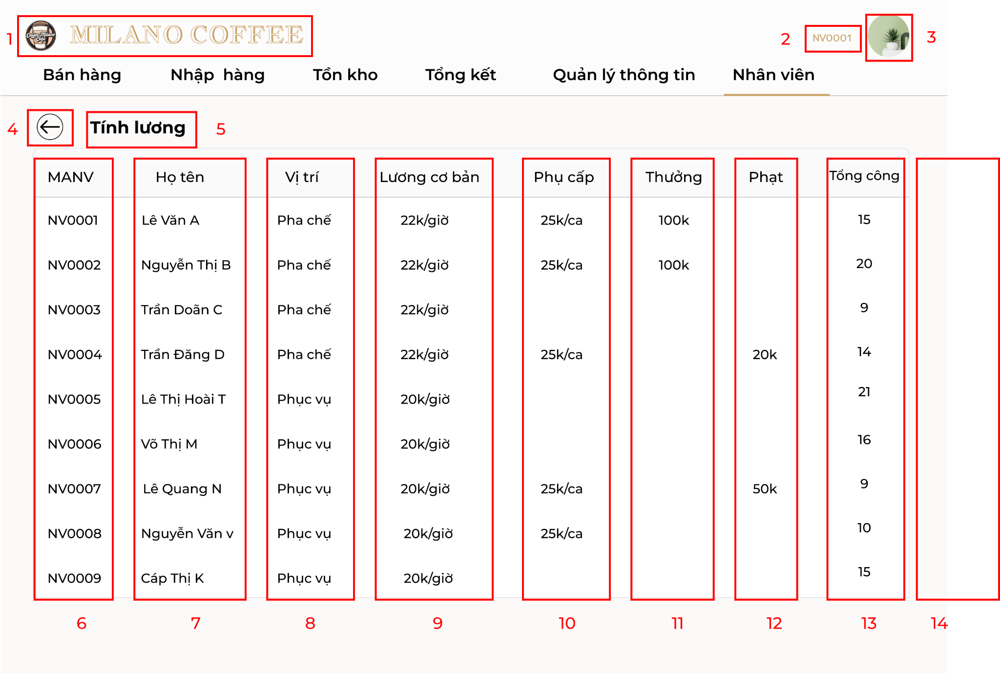 1 Coffee Milano Cafe MILANO COFFEE 2 NV0001 3
Bán hàng Nhập hàng Tồn kho Tổng kết Quản lý thông tin Nhân viên
4 Tính lương 5
MANV Họ tên Vị trí Lương cơ bản Phụ cấp Thưởng Phạt Tổng công
NV0001 Lê Văn A Pha chế 22k/giờ 25k/ca 100k 15
NV0002 Nguyễn Thị B Pha chế 22k/giờ 25k/ca 100k 20
NV0003 Trần Doãn C Pha chế 22k/giờ 9
NV0004 Trần Đăng D Pha chế 22k/giờ 25k/ca 20k 14
NV0005 Lê Thị Hoài T Phục vụ 20k/giờ 21
NV0006 Võ Thị M Phục vụ 20k/giờ 16
NV0007 Lê Quang N Phục vụ 20k/giờ 25k/ca 50k 9
NV0008 Nguyễn Văn v Phục vụ 20k/giờ 25k/ca 10
NV0009 Cáp Thị K Phục vụ 20k/giờ 15
6 7 8 9 10 11 12 13 14